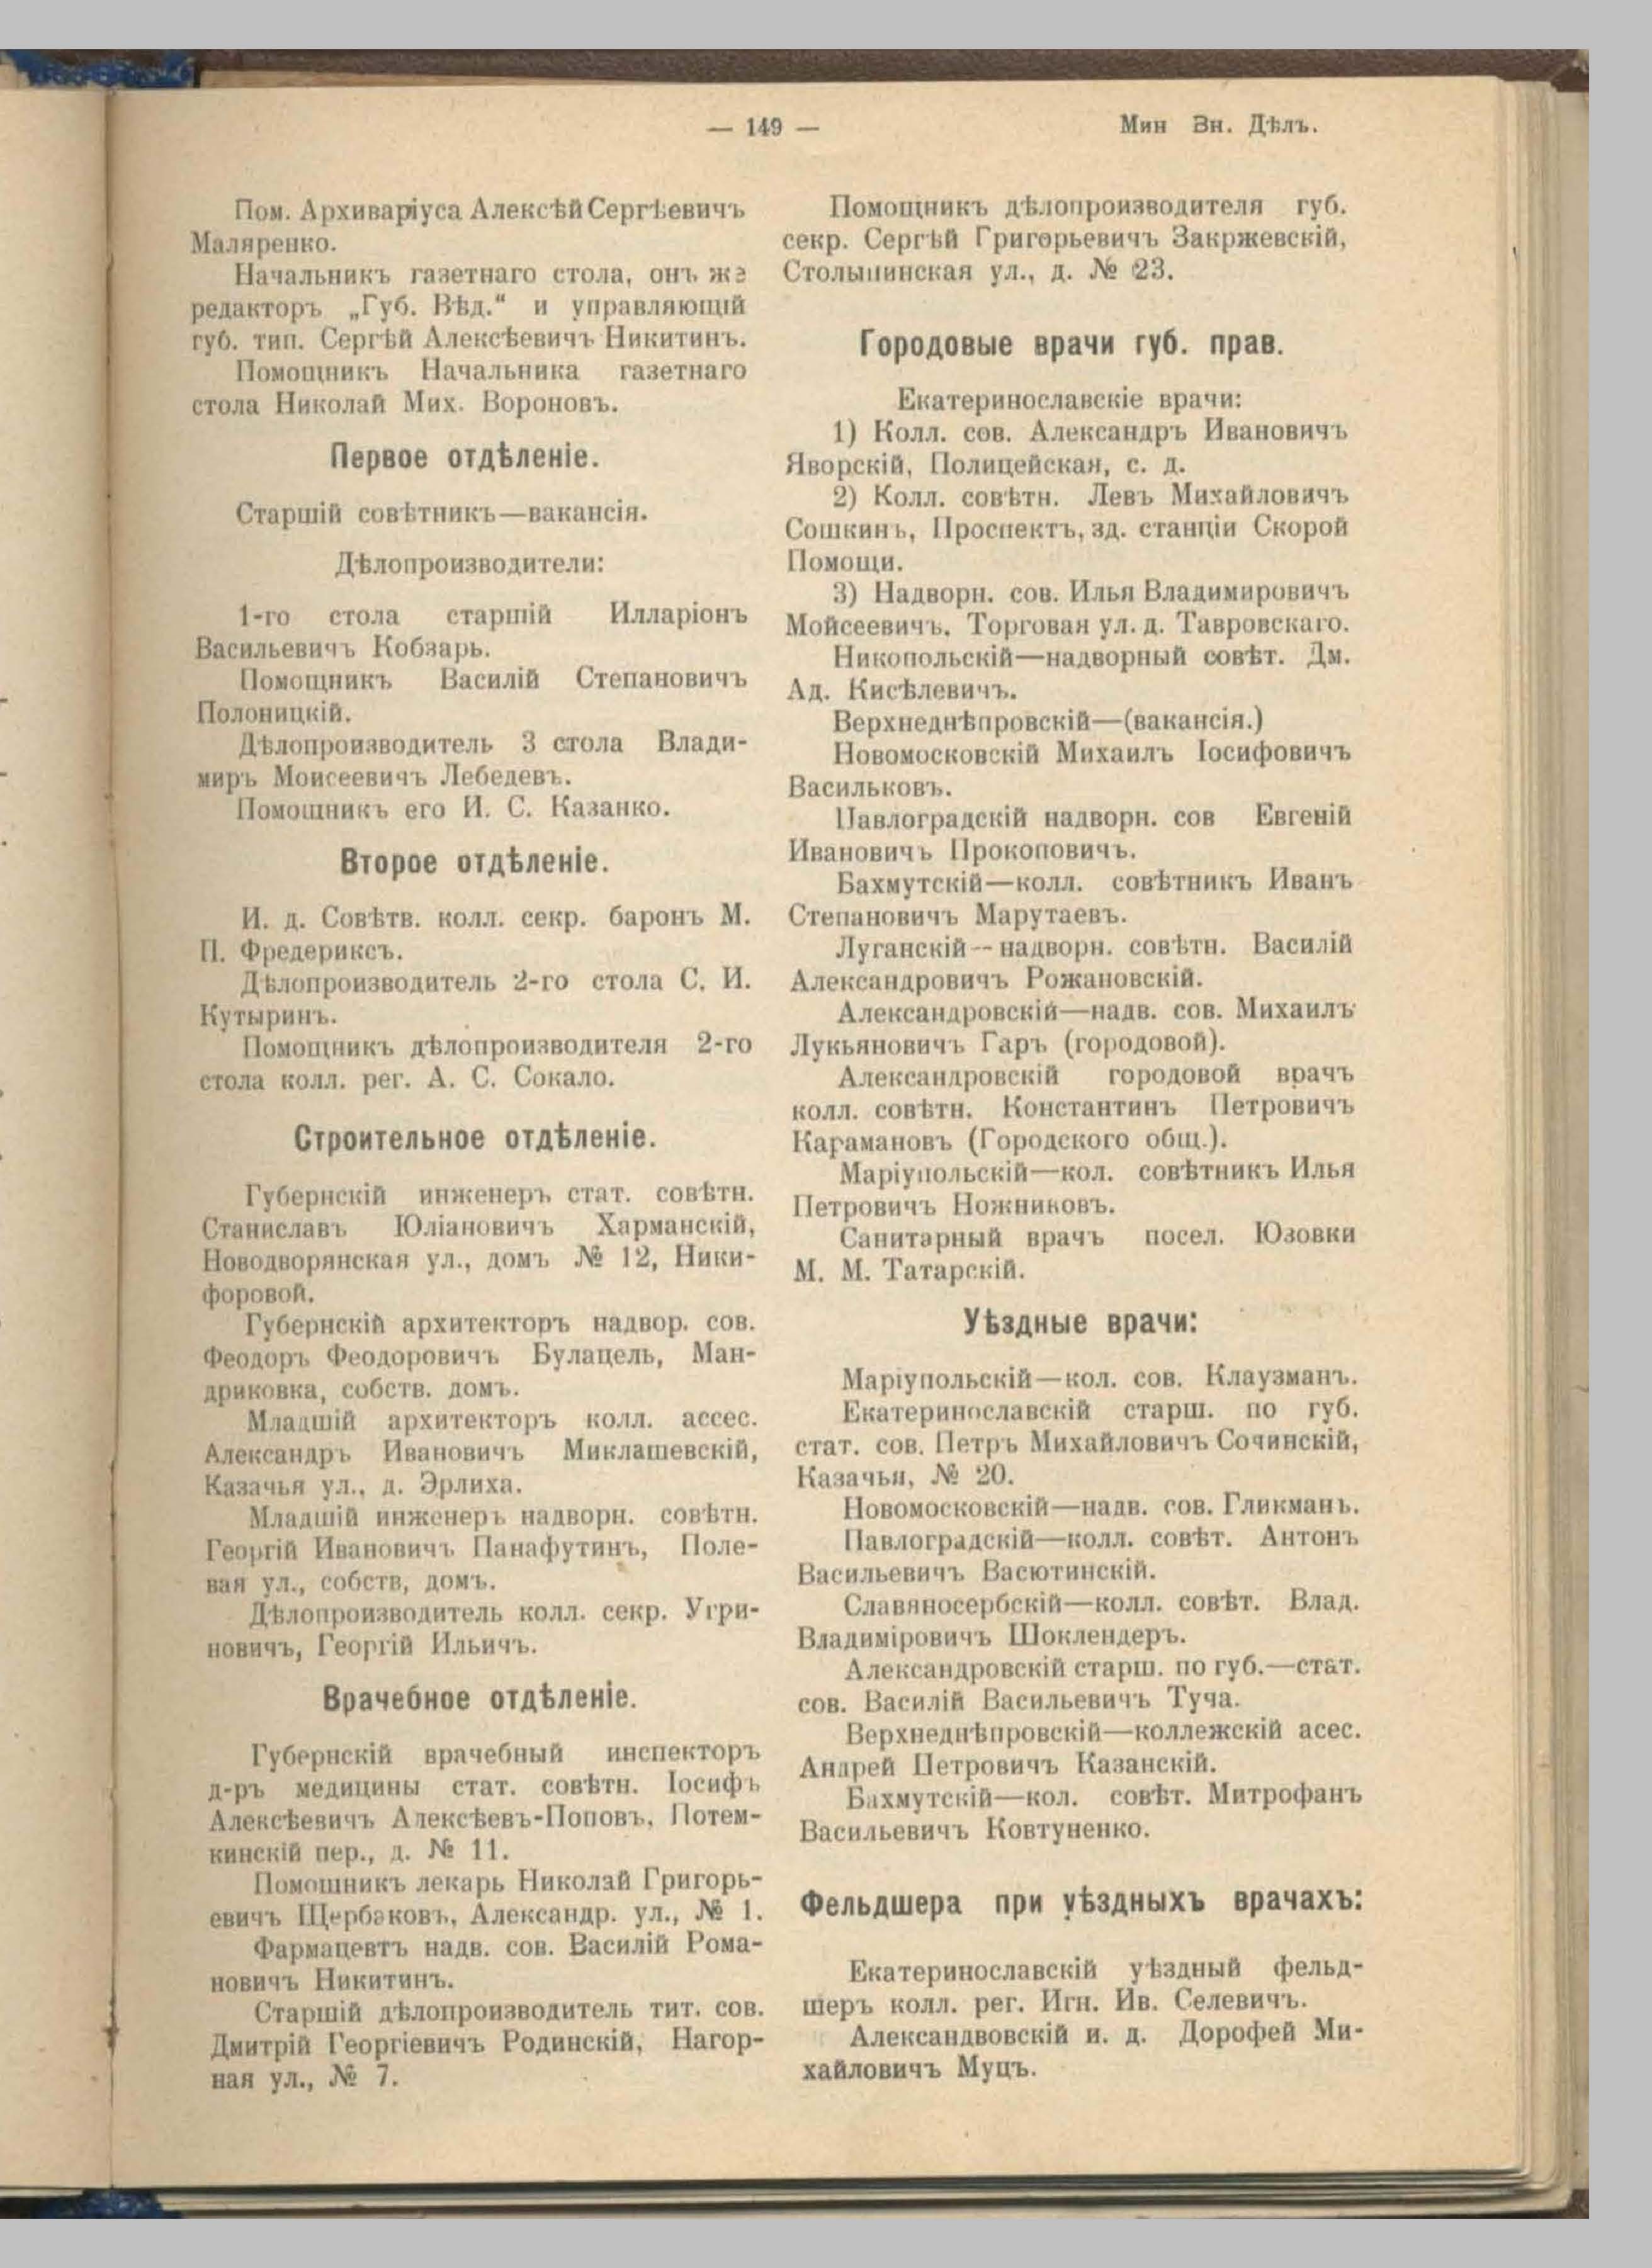 — 149 —
Мин Вн. Дѣлъ.
Пом. Архиваріуса Алексѣй Сергѣевичъ
Маляренко.
Начальникъ газетнаго стола, онъ же
редакторъ „Губ. Вѣд.“ и управляющій
губ. тип. Сергѣй Алексѣевичъ Никитинъ.
Помощникъ Начальника газетнаго
стола Николай Мих. Вороновъ.
Первое отдѣленіе.
Старшій совѣтникъ—вакансія.
Дѣлопроизводители:
1-го стола старшій Илларіонъ
Васильевичъ Кобзарь.
Помощникъ Василій Степановичъ
Полоницкій.
Дѣлопроизводитель 3 стола Влади-
миръ Моисеевичъ Лебедевъ.
Помощникъ его И. С. Казанко.
Второе отдѣленіе.
И. д. Совѣтв. колл. секр. баронъ М.
П. Фредериксъ.
Дѣлопроизводитель 2-го стола С. И.
Кутыринъ.
Помощникъ дѣлопроизводителя 2-го
стола колл. рег. А. С. Сокало.
Строительное отдѣленіе.
Губернскій инженеръ стат. совѣтн.
Станиславъ Юліановичъ Харманскій,
Новодворянская ул., домъ № 12, Ники-
форовой.
Губернскій архитекторъ надвор. сов.
Феодоръ Феодоровичъ Булацель, Ман-
дриковка, собств. домъ.
Младшій архитекторъ колл. ассес.
Александръ Ивановичъ Миклашевскій,
Казачья ул., д. Эрлиха.
Младшій инженеръ надворн. совѣтн.
Георгій Ивановичъ Панафутинъ, Поле-
вая ул., собств, домъ.
Дѣлопроизводитель колл. секр. Угри-
новичъ, Георгій Ильичъ.
Врачебное отдѣленіе.
Губернскій врачебный инспекторъ
д-ръ медицины стат. совѣтн. Іосифъ
Алексѣевичъ Алексѣевъ-Поповъ, Потем-
кинскій пер., д. № 11.
Помощникъ лекарь Николай Григорь-
евичъ Щербаковъ, Александр. ул., № 1.
Фармацевтъ надв. сов. Василій Рома-
новичъ Никитинъ.
Старшій дѣлопроизводитель тит. сов.
Дмитрій Георгіевичъ Родинскій, Нагор-
ная ул., № 7.
Помощникъ дѣлопроизводителя губ.
секр. Сергѣй Григорьевичъ Закржевскій,
Столыпинская ул., д. № 23.
Городовые врачи губ. прав.
Екатеринославскіе врачи:
1) Колл. сов. Александръ Ивановичъ
Яворскій, Полицейская, с. д.
2) Колл. совѣтн. Левъ Михайловичъ
Сошкинъ, Проспектъ, зд. станціи Скорой
Помощи.
3) Надворн. сов. Илья Владимировичъ
Мойсеевичъ, Торговая ул. д. Тавровскаго.
Никопольскій—надворный совѣт. Дм.
Ад. Кисѣлевичъ.
Верхнеднѣпровскій—(вакансія.)
Новомосковскій Михаилъ Іосифовичъ
Васильковъ.
Павлоградскій надворн. сов Евгеній
Ивановичъ Прокоповичъ.
Бахмутскій—колл. совѣтникъ Иванъ
Степановичъ Марутаевъ.
Луганскій—надворн. совѣтн. Василій
Александровичъ Рожановскій.
Александровскій—надв. сов. Михаилъ
Лукьяновичъ Гаръ (городовой).
Александровскій городовой врачъ
колл. совѣтн. Константинъ Петровичъ
Карамановъ (Городского общ.).
Маріупольскій—кол. совѣтникъ Илья
Петровичъ Ножниковъ.
Санитарный врачъ посел. Юзовки
М. М. Татарскій.
Уѣздные врачи:
Маріупольскій—кол. сов. Клаузманъ.
Екатеринославскій старш. по губ.
стат. сов. Петръ Михайловичъ Сочинскій,
Казачья, № 20.
Новомосковскій—надв. сов. Гликманъ.
Павлоградскій—колл. совѣт. Антонъ
Васильевичъ Васютинскій.
Славяносербскій—колл. совѣт. Влад.
Владиміровичъ Шоклендеръ.
Александровскій старш. по губ.—стат.
сов. Василій Васильевичъ Туча.
Верхнеднѣпровскій—коллежскій асес.
Андрей Петровичъ Казанскій.
Бахмутскій—кол. совѣт. Митрофанъ
Васильевичъ Ковтуненко.
Фельдшера при уѣздныхъ врачахъ:
Екатеринославскій уѣздный фельд-
шеръ колл. рег. Игн. Ив. Селевичъ.
Александвовскій и. д. Дорофей Ми-
хайловичъ Муцъ.